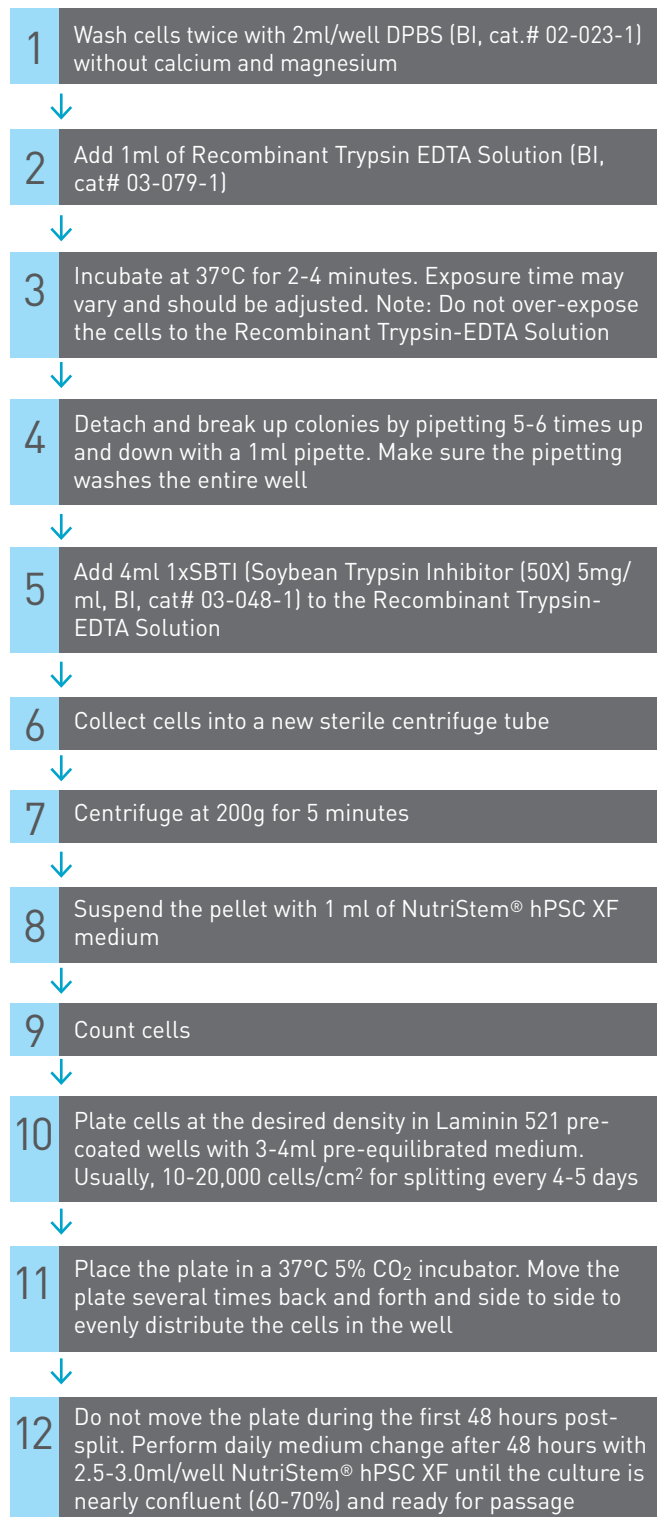 1
Wash cells twice with 2ml/well DPBS (BI, cat.# 02-023-1)
without calcium and magnesium
2
Add 1ml of Recombinant Trypsin EDTA Solution (BI,
cat# 03-079-1)
3
Incubate at 37°C for 2-4 minutes. Exposure time may
vary and should be adjusted. Note: Do not over-expose
the cells to the Recombinant Trypsin-EDTA Solution
4
Detach and break up colonies by pipetting 5-6 times up
and down with a 1ml pipette. Make sure the pipetting
washes the entire well
5
Add 4ml 1xSBTI (Soybean Trypsin Inhibitor (50X) 5mg/
ml, BI, cat# 03-048-1) to the Recombinant Trypsin-
EDTA Solution
6
Collect cells into a new sterile centrifuge tube
7
Centrifuge at 200g for 5 minutes
8
Suspend the pellet with 1 ml of NutriStem® hPSC XF
medium
9
Count cells
10
Plate cells at the desired density in Laminin 521 pre-
coated wells with 3-4ml pre-equilibrated medium.
Usually, 10-20,000 cells/cm² for splitting every 4-5 days
11
Place the plate in a 37°C 5% CO₂ incubator. Move the
plate several times back and forth and side to side to
evenly distribute the cells in the well
12
Do not move the plate during the first 48 hours post-
split. Perform daily medium change after 48 hours with
2.5-3.0ml/well NutriStem® hPSC XF until the culture is
nearly confluent (60-70%) and ready for passage